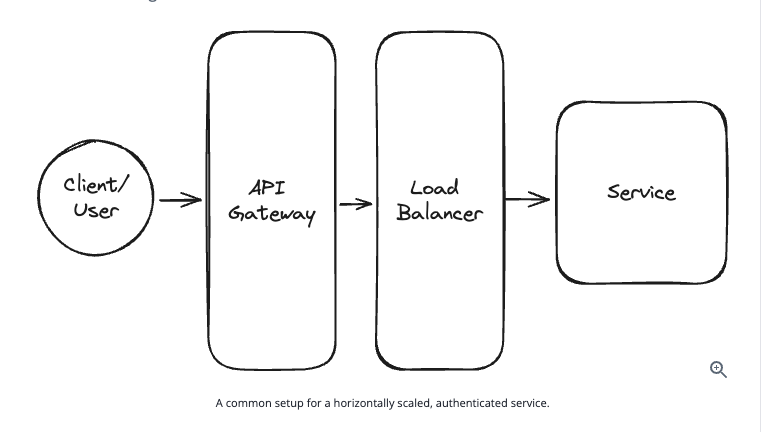 Client/
User
API
Gateway
Load
Balancer
Service
A common setup for a horizontally scaled, authenticated service.